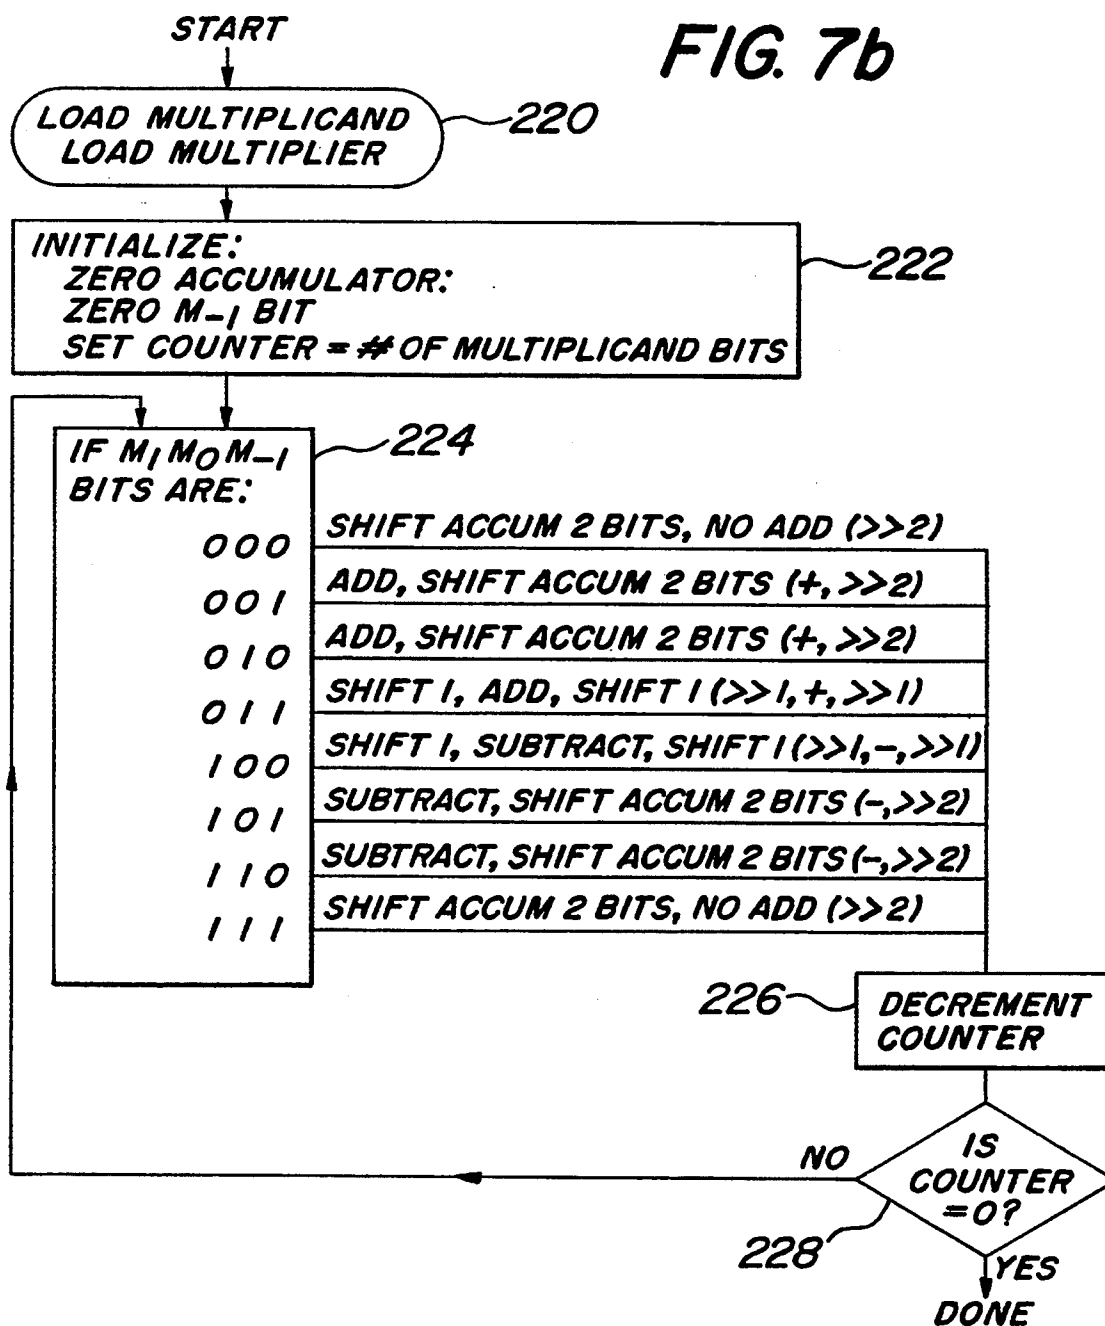 START
FIG. 7b
LOAD MULTIPLICAND
LOAD MULTIPLIER
220
INITIALIZE:
ZERO ACCUMULATOR:
ZERO M-1 BIT
SET COUNTER = # OF MULTIPLICAND BITS
222
IF M1 M0 M-1
BITS ARE:
224
000 SHIFT ACCUM 2 BITS, NO ADD (>>2)
001 ADD, SHIFT ACCUM 2 BITS (+, >>2)
010 ADD, SHIFT ACCUM 2 BITS (+, >>2)
011 SHIFT 1, ADD, SHIFT 1 (>>1, +, >>1)
100 SHIFT 1, SUBTRACT, SHIFT 1 (>>1, -, >>1)
101 SUBTRACT, SHIFT ACCUM 2 BITS (-, >>2)
110 SUBTRACT, SHIFT ACCUM 2 BITS (-, >>2)
111 SHIFT ACCUM 2 BITS, NO ADD (>>2)
226
DECREMENT
COUNTER
NO
IS
COUNTER
=0?
228
YES
DONE